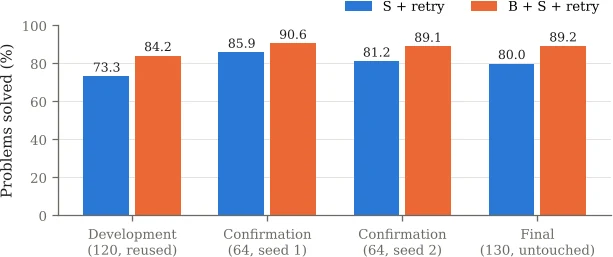 S + retry B + S + retry
Problems solved (%)
100
80
60
40
20
0
73.3 84.2 85.9 90.6 81.2 89.1 80.0 89.2
Development Confirmation Confirmation Final
(120, reused) (64, seed 1) (64, seed 2) (130, untouched)